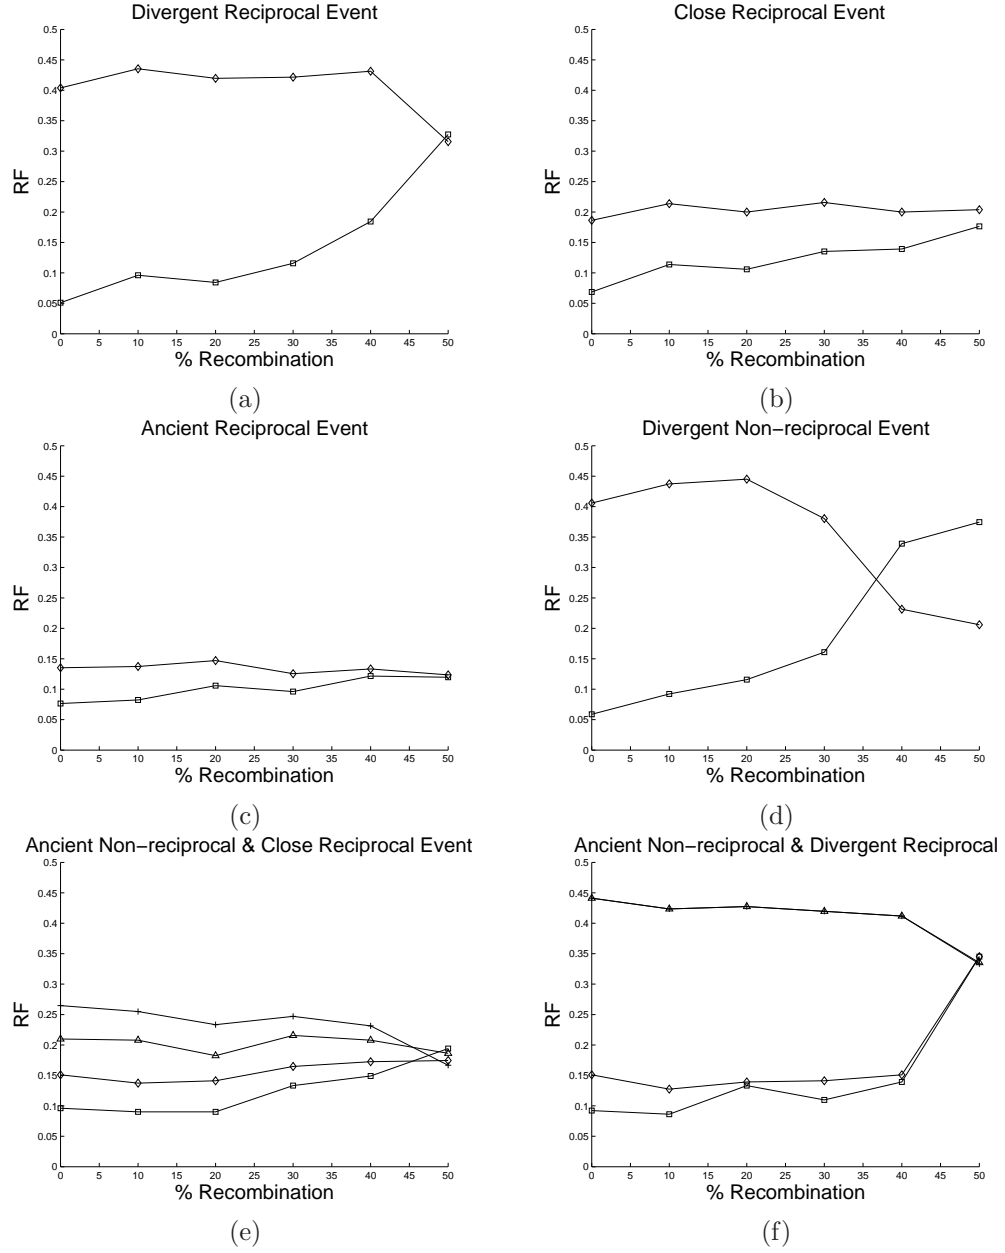 Divergent Reciprocal Event
0.5
0.45
0.4
0.35
0.3
0.25
0.2
0.15
0.1
0.05
0
RF
0 5 10 15 20 25 30 35 40 45 50
% Recombination
(a)
Close Reciprocal Event
0.5
0.45
0.4
0.35
0.3
0.25
0.2
0.15
0.1
0.05
0
RF
0 5 10 15 20 25 30 35 40 45 50
% Recombination
(b)
Ancient Reciprocal Event
0.5
0.45
0.4
0.35
0.3
0.25
0.2
0.15
0.1
0.05
0
RF
0 5 10 15 20 25 30 35 40 45 50
% Recombination
(c)
Divergent Non−reciprocal Event
0.5
0.45
0.4
0.35
0.3
0.25
0.2
0.15
0.1
0.05
0
RF
0 5 10 15 20 25 30 35 40 45 50
% Recombination
(d)
Ancient Non−reciprocal & Close Reciprocal Event
0.5
0.45
0.4
0.35
0.3
0.25
0.2
0.15
0.1
0.05
0
RF
0 5 10 15 20 25 30 35 40 45 50
% Recombination
(e)
Ancient Non−reciprocal & Divergent Reciprocal
0.5
0.45
0.4
0.35
0.3
0.25
0.2
0.15
0.1
0.05
0
RF
0 5 10 15 20 25 30 35 40 45 50
% Recombination
(f)